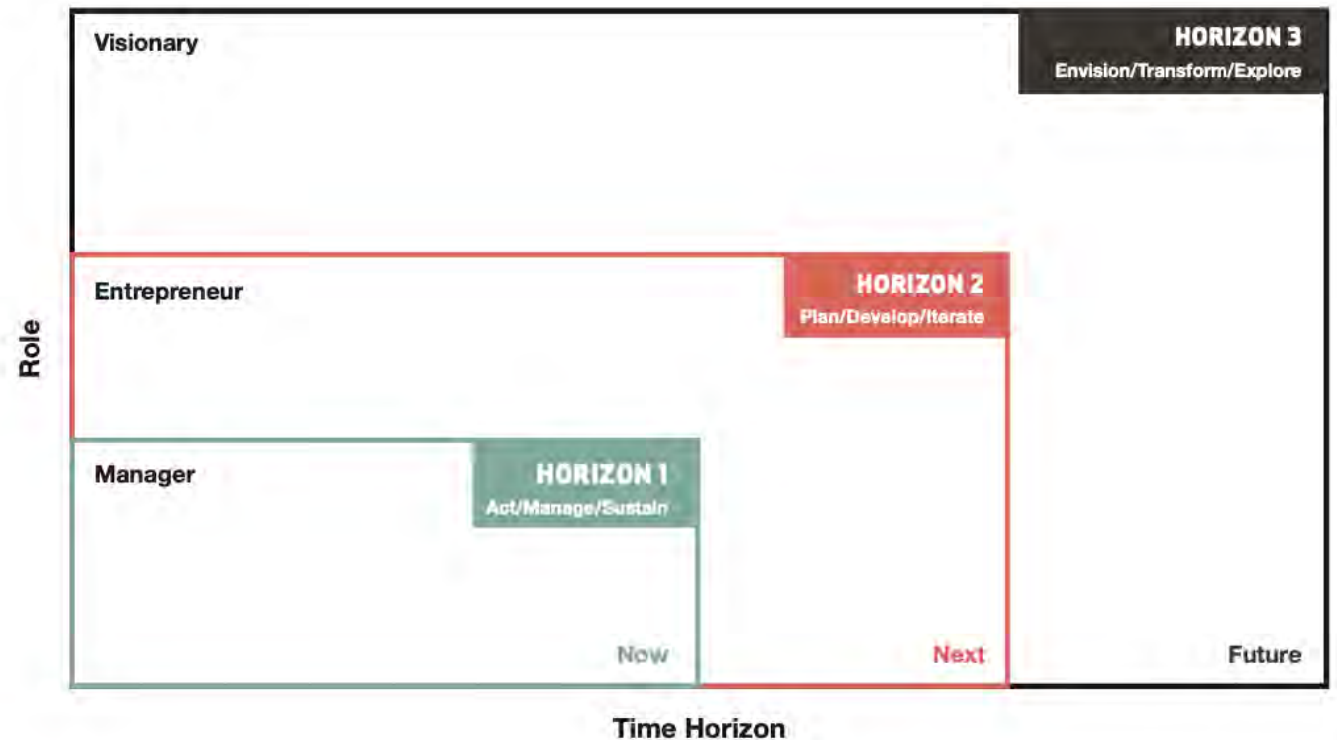 Visionary
HORIZON 3
Envision/Transform/Explore
Entrepreneur
HORIZON 2
Plan/Develop/Iterate
Role
Manager
HORIZON 1
Act/Manage/Sustain
Now
Next
Future
Time Horizon